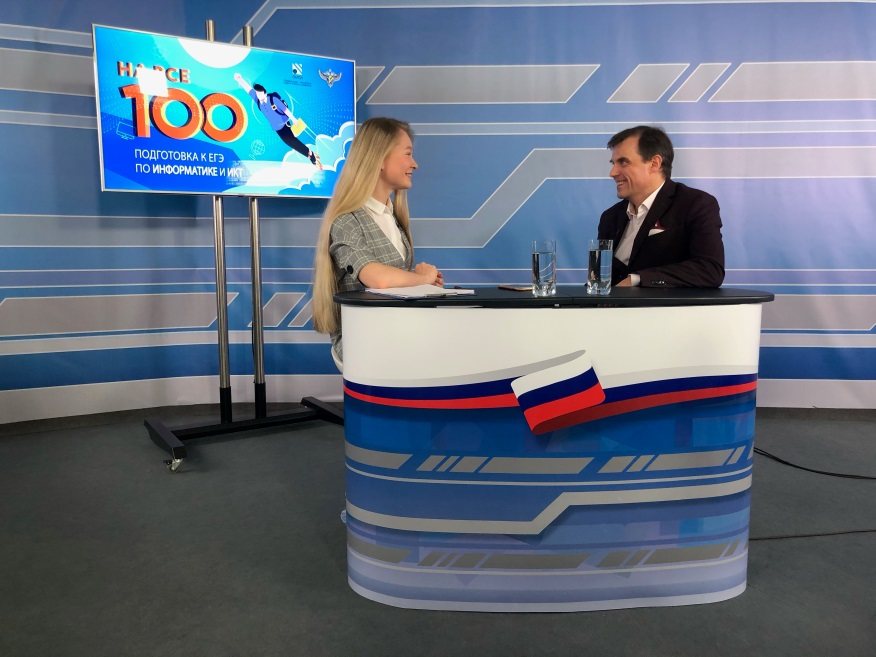 НА ВСЕ
100
ПОДГОТОВКА К ЕГЭ
ПО ИНФОРМАТИКЕ И ИКТ